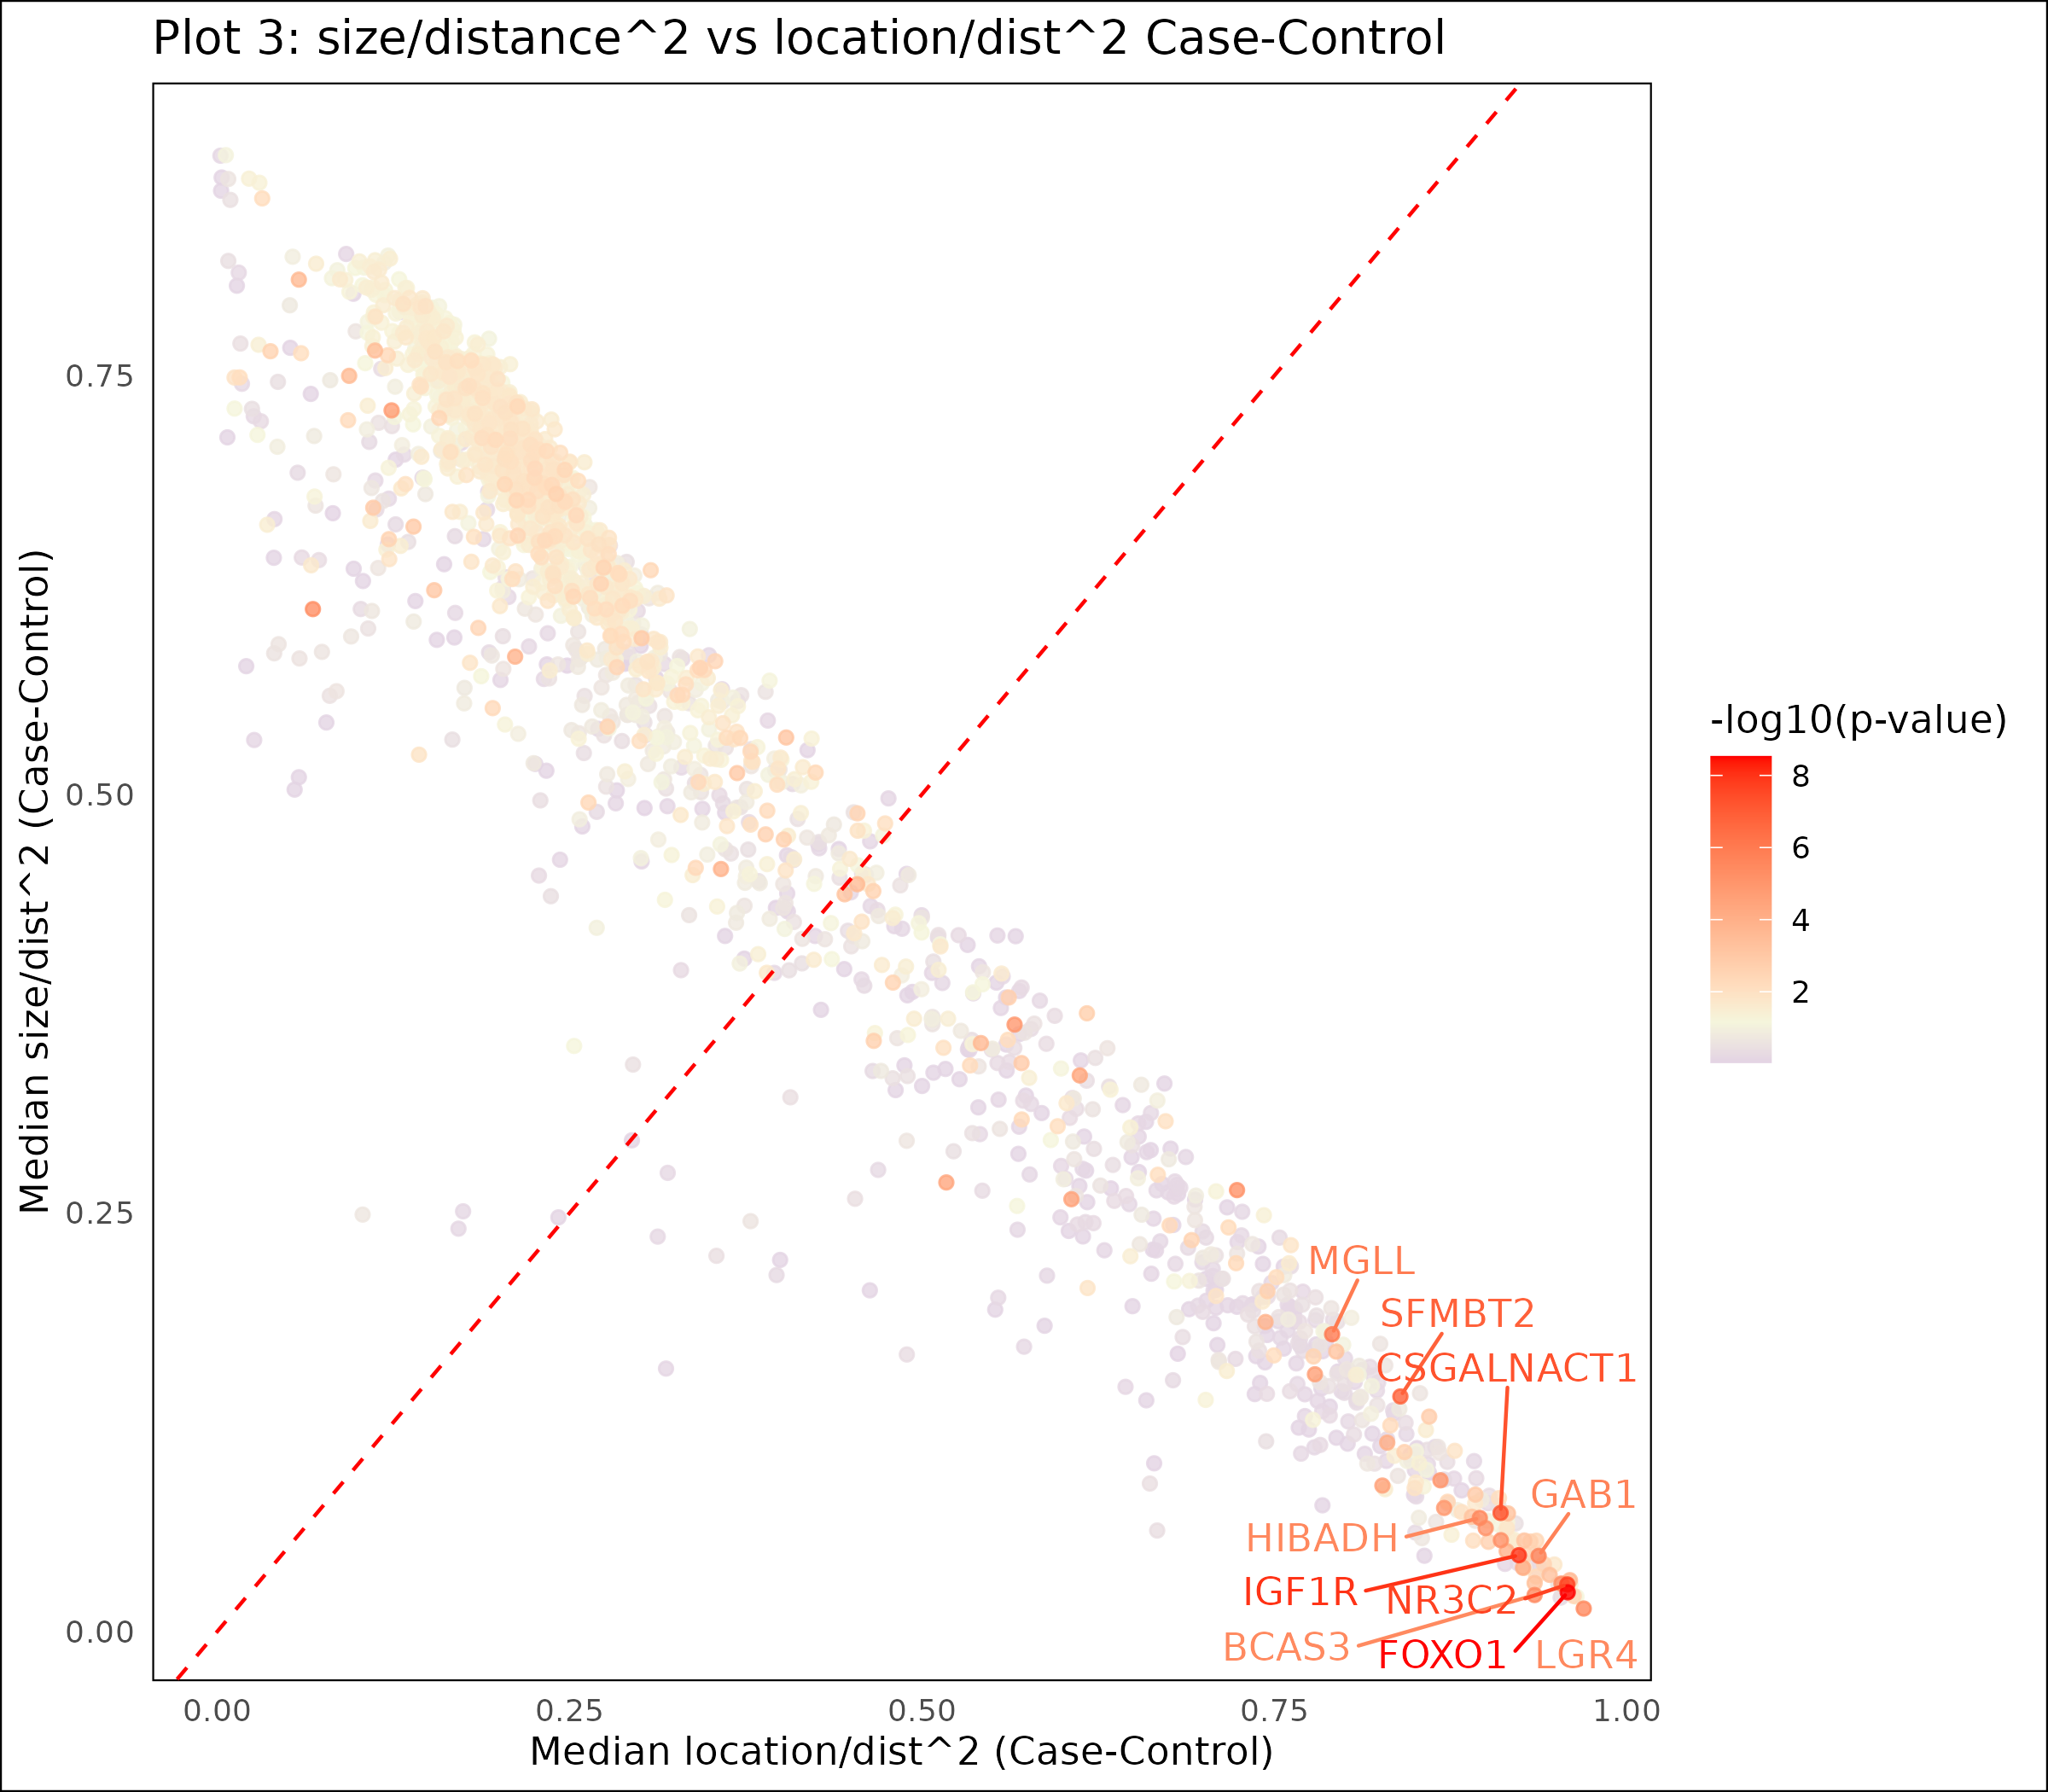 Plot 3: size/distance^2 vs location/dist^2 Case-Control
Median size/dist^2 (Case-Control)
0.75
0.50
0.25
0.00
MGLL
SFMBT2
CSGALNACT1
GAB1
HIBADH
IGF1R
NR3C2
BCAS3
FOXO1
LGR4
0.00
0.25
0.50
0.75
1.00
Median location/dist^2 (Case-Control)
-log10(p-value)
8
6
4
2